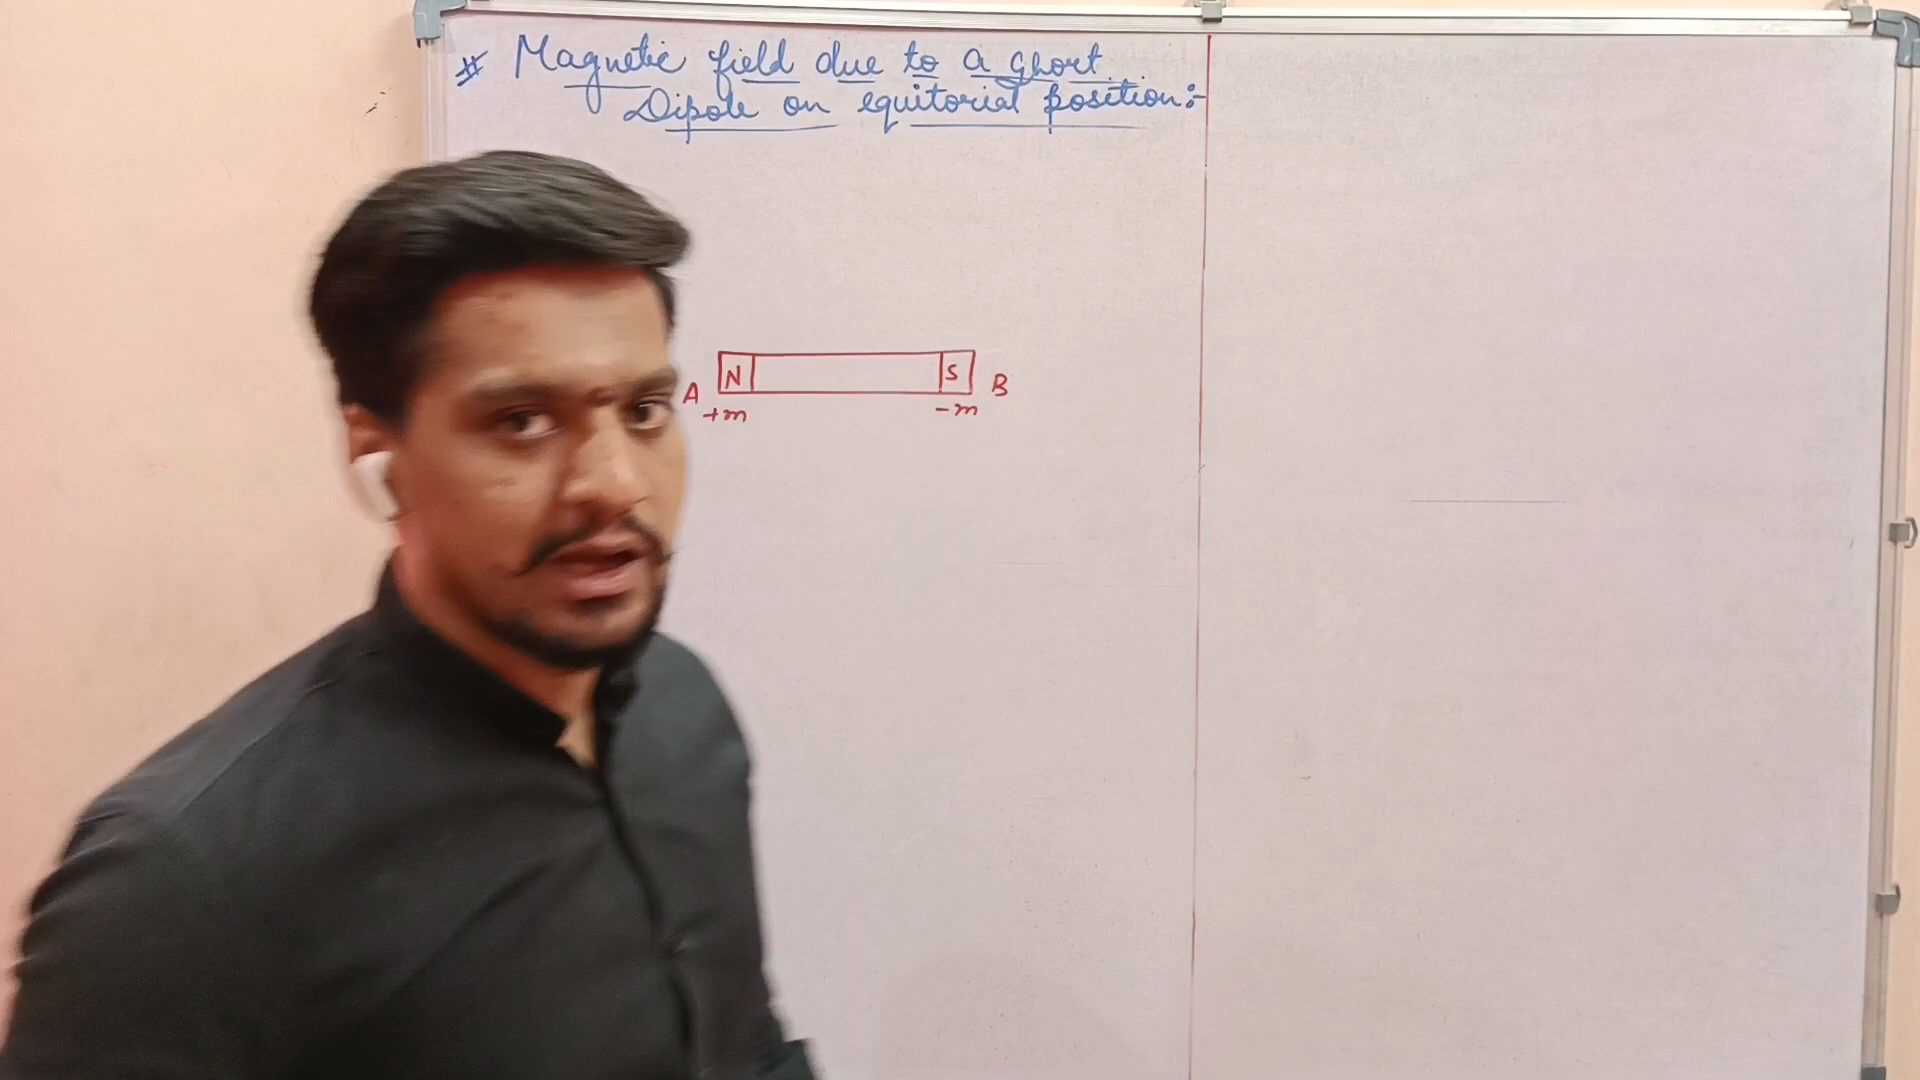 # Magnetic field due to a short
Dipole on equitorial position:-
N S
A B
+m -m